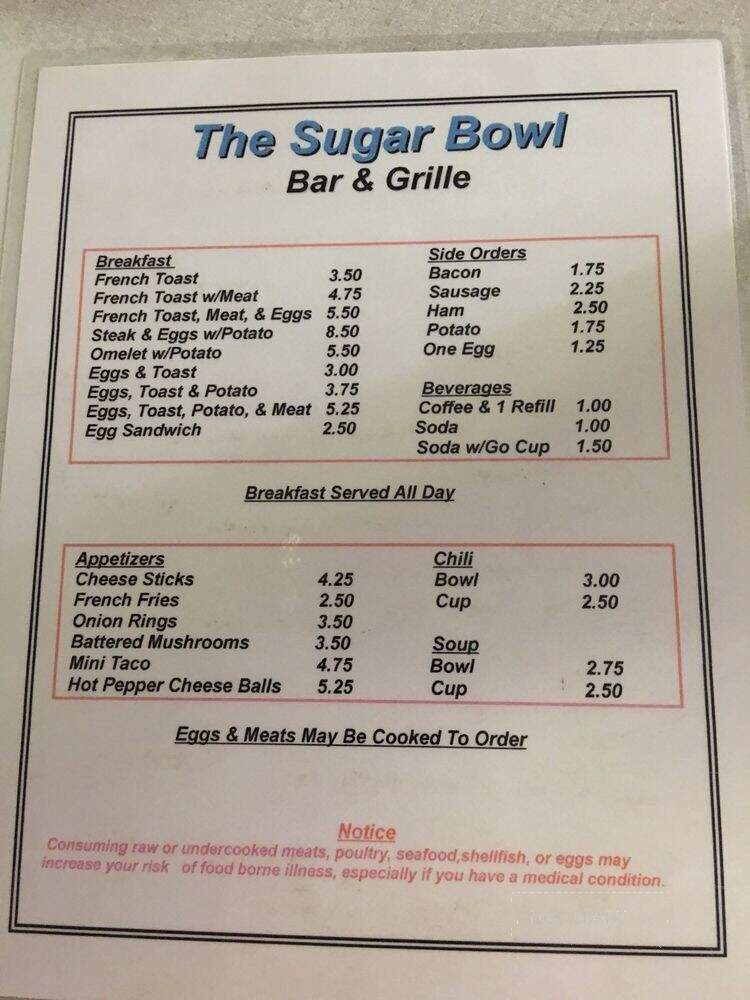 The Sugar Bowl
Bar & Grille
Breakfast
French Toast 3.50
French Toast w/Meat 4.75
French Toast, Meat, & Eggs 5.50
Steak & Eggs w/Potato 8.50
Omelet w/Potato 5.50
Eggs & Toast 3.00
Eggs, Toast & Potato 3.75
Eggs, Toast, Potato, & Meat 5.25
Egg Sandwich 2.50
Side Orders
Bacon 1.75
Sausage 2.25
Ham 2.50
Potato 1.75
One Egg 1.25
Beverages
Coffee & 1 Refill 1.00
Soda 1.00
Soda w/Go Cup 1.50
Breakfast Served All Day
Appetizers
Cheese Sticks 4.25
French Fries 2.50
Onion Rings 3.50
Battered Mushrooms 3.50
Mini Taco 4.75
Hot Pepper Cheese Balls 5.25
Chili
Bowl 3.00
Cup 2.50
Soup
Bowl 2.75
Cup 2.50
Eggs & Meats May Be Cooked To Order
Notice
Consuming raw or undercooked meats, poultry, seafood,shellfish, or eggs may
increase your risk of food borne illness, especially if you have a medical condition.